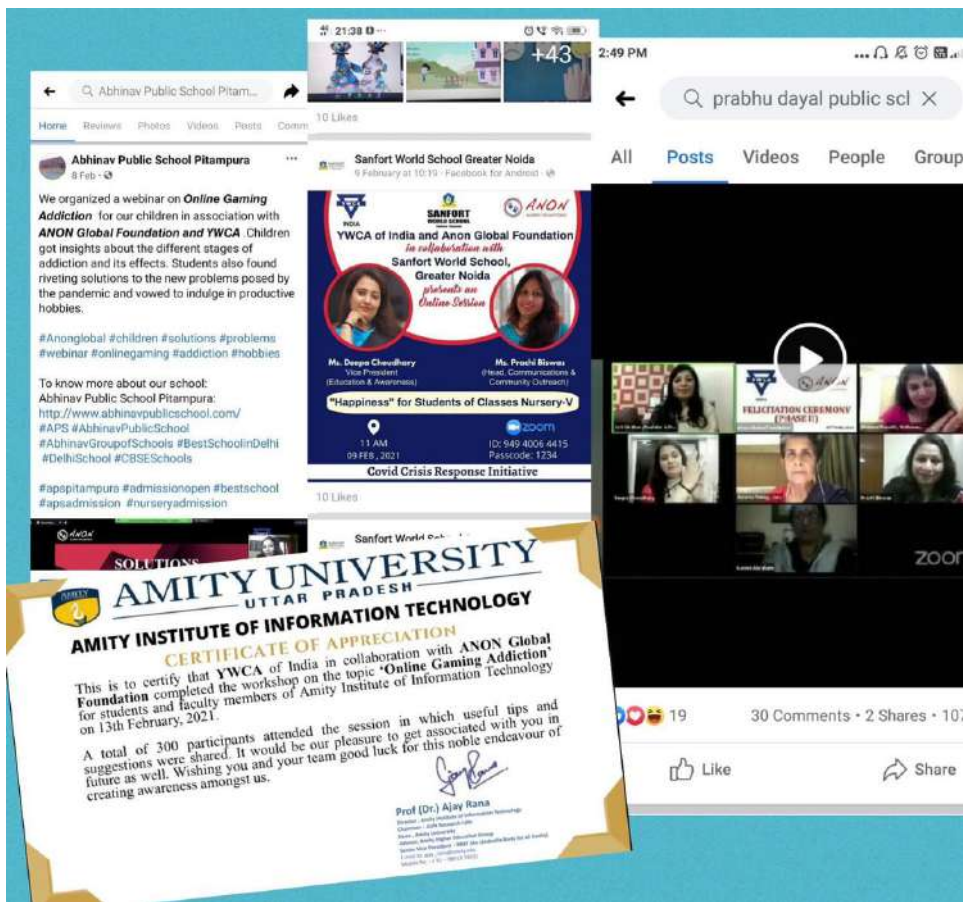 Abhinav Public School Pitam...
Home Reviews Photos Videos Posts Comm
Abhinav Public School Pitampura
8 Feb
We organized a webinar on Online Gaming
Addiction for our children in association with
ANON Global Foundation and YWCA .Children
got insights about the different stages of
addiction and its effects. Students also found
riveting solutions to the new problems posed by
the pandemic and vowed to indulge in productive
hobbies.
#Anonglobal #children #solutions #problems
#webinar #onlinegaming #addiction #hobbies
To know more about our school:
Abhinav Public School Pitampura:
http://www.abhinavpublicschool.com/
#APS #AbhinavPublicSchool
#AbhinavGroupofSchools #BestSchoolinDelhi
#DelhiSchool #CBSESchools
#apspitampura #admissionopen #bestschool
#apsadmission #nurseryadmission
ANON
SOLUTIONS
21:38
+43
10 Likes
Sanfort World School Greater Noida
9 February at 10:19 · Facebook for Android ·
INDIA
SANFORT
WORLD SCHOOL
ANON
YWCA of India and Anon Global Foundation
in collaboration with
Sanfort World School,
Greater Noida
presents an
Online Session
Ms. Deepa Choudhary
Vice President
(Education & Awareness)
Ms. Prachi Biswas
(Head, Communications &
Community Outreach)
"Happiness" for Students of Classes Nursery-V
11 AM
09 FEB , 2021
zoom
ID: 949 4006 4415
Passcode: 1234
Covid Crisis Response Initiative
10 Likes
Sanfort World
2:49 PM
prabhu dayal public scl
All Posts Videos People Group
ANON
FELICITATION CEREMONY
(PHASE II)
zoom
19 30 Comments • 2 Shares • 107
Like Share
AMITY UNIVERSITY
UTTAR PRADESH
AMITY INSTITUTE OF INFORMATION TECHNOLOGY
CERTIFICATE OF APPRECIATION
This is to certify that YWCA of India in collaboration with ANON Global
Foundation completed the workshop on the topic 'Online Gaming Addiction'
for students and faculty members of Amity Institute of Information Technology
on 13th February, 2021.
A total of 300 participants attended the session in which useful tips and
suggestions were shared. It would be our pleasure to get associated with you in
future as well. Wishing you and your team good luck for this noble endeavour of
creating awareness amongst us.
Prof (Dr.) Ajay Rana